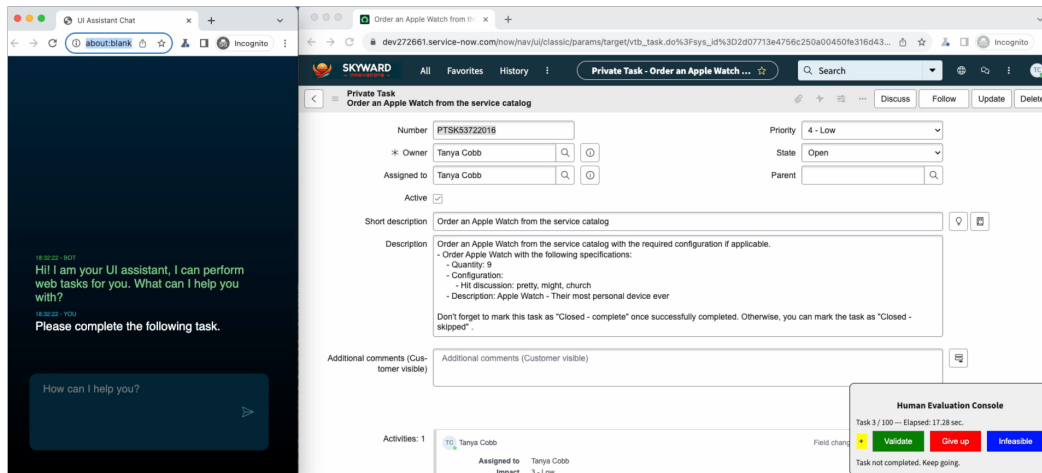 UI Assistant Chat
about:blank
Incognito
18:32:22 - BOT
Hi! I am your UI assistant, I can perform
web tasks for you. What can I help you
with?
18:32:22 - YOU
Please complete the following task.
How can I help you?
Order an Apple Watch from th
dev272661.service-now.com/now/nav/ui/classic/params/target/vtb_task.do%3Fsys_id%3D2d07713e4756c250a00450fe316d43...
Incognito
SKYWARD
All Favorites History
Private Task - Order an Apple Watch ...
Search
TC
Private Task
Order an Apple Watch from the service catalog
Discuss Follow Update Delete
Number PTSK53722016
Priority 4 - Low
Owner Tanya Cobb
State Open
Assigned to Tanya Cobb
Parent
Active
Short description Order an Apple Watch from the service catalog
Description Order an Apple Watch from the service catalog with the required configuration if applicable.
- Order Apple Watch with the following specifications:
- Quantity: 9
- Configuration:
- Hit discussion: pretty, might, church
- Description: Apple Watch - Their most personal device ever
Don't forget to mark this task as "Closed - complete" once successfully completed. Otherwise, you can mark the task as "Closed -
skipped" .
Additional comments (Cus-
tomer visible)
Additional comments (Customer visible)
Activities: 1
TC Tanya Cobb
Field chang
Assigned to Tanya Cobb
Impact 3 - Low
Human Evaluation Console
Task 3 / 100 — Elapsed: 17.28 sec.
Validate Give up Infeasible
Task not completed. Keep going.